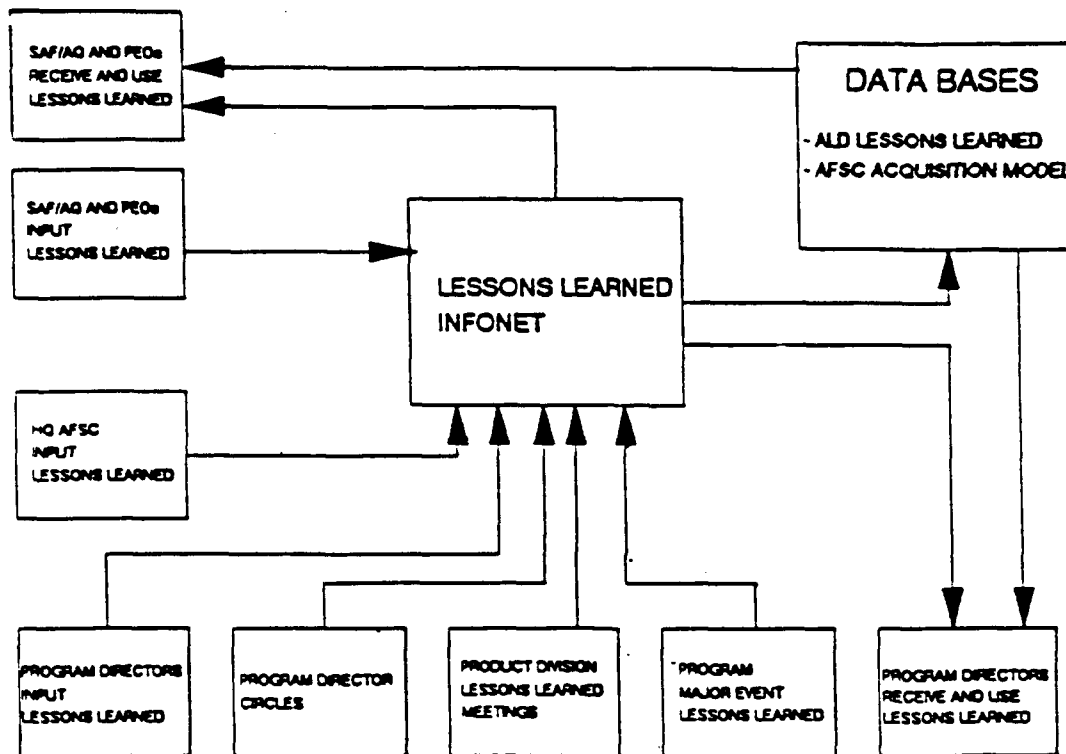 SAF/AQ AND PEOs
RECEIVE AND USE
LESSONS LEARNED
DATA BASES
- ALD LESSONS LEARNED
- AFSC ACQUISITION MODEL
SAF/AQ AND PEOs
INPUT
LESSONS LEARNED
LESSONS LEARNED
INFONET
HQ AFSC
INPUT
LESSONS LEARNED
PROGRAM DIRECTORS
INPUT
LESSONS LEARNED
PROGRAM DIRECTOR
CIRCLES
PRODUCT DIVISION
LESSONS LEARNED
MEETINGS
PROGRAM
MAJOR EVENT
LESSONS LEARNED
PROGRAM DIRECTORS
RECEIVE AND USE
LESSONS LEARNED